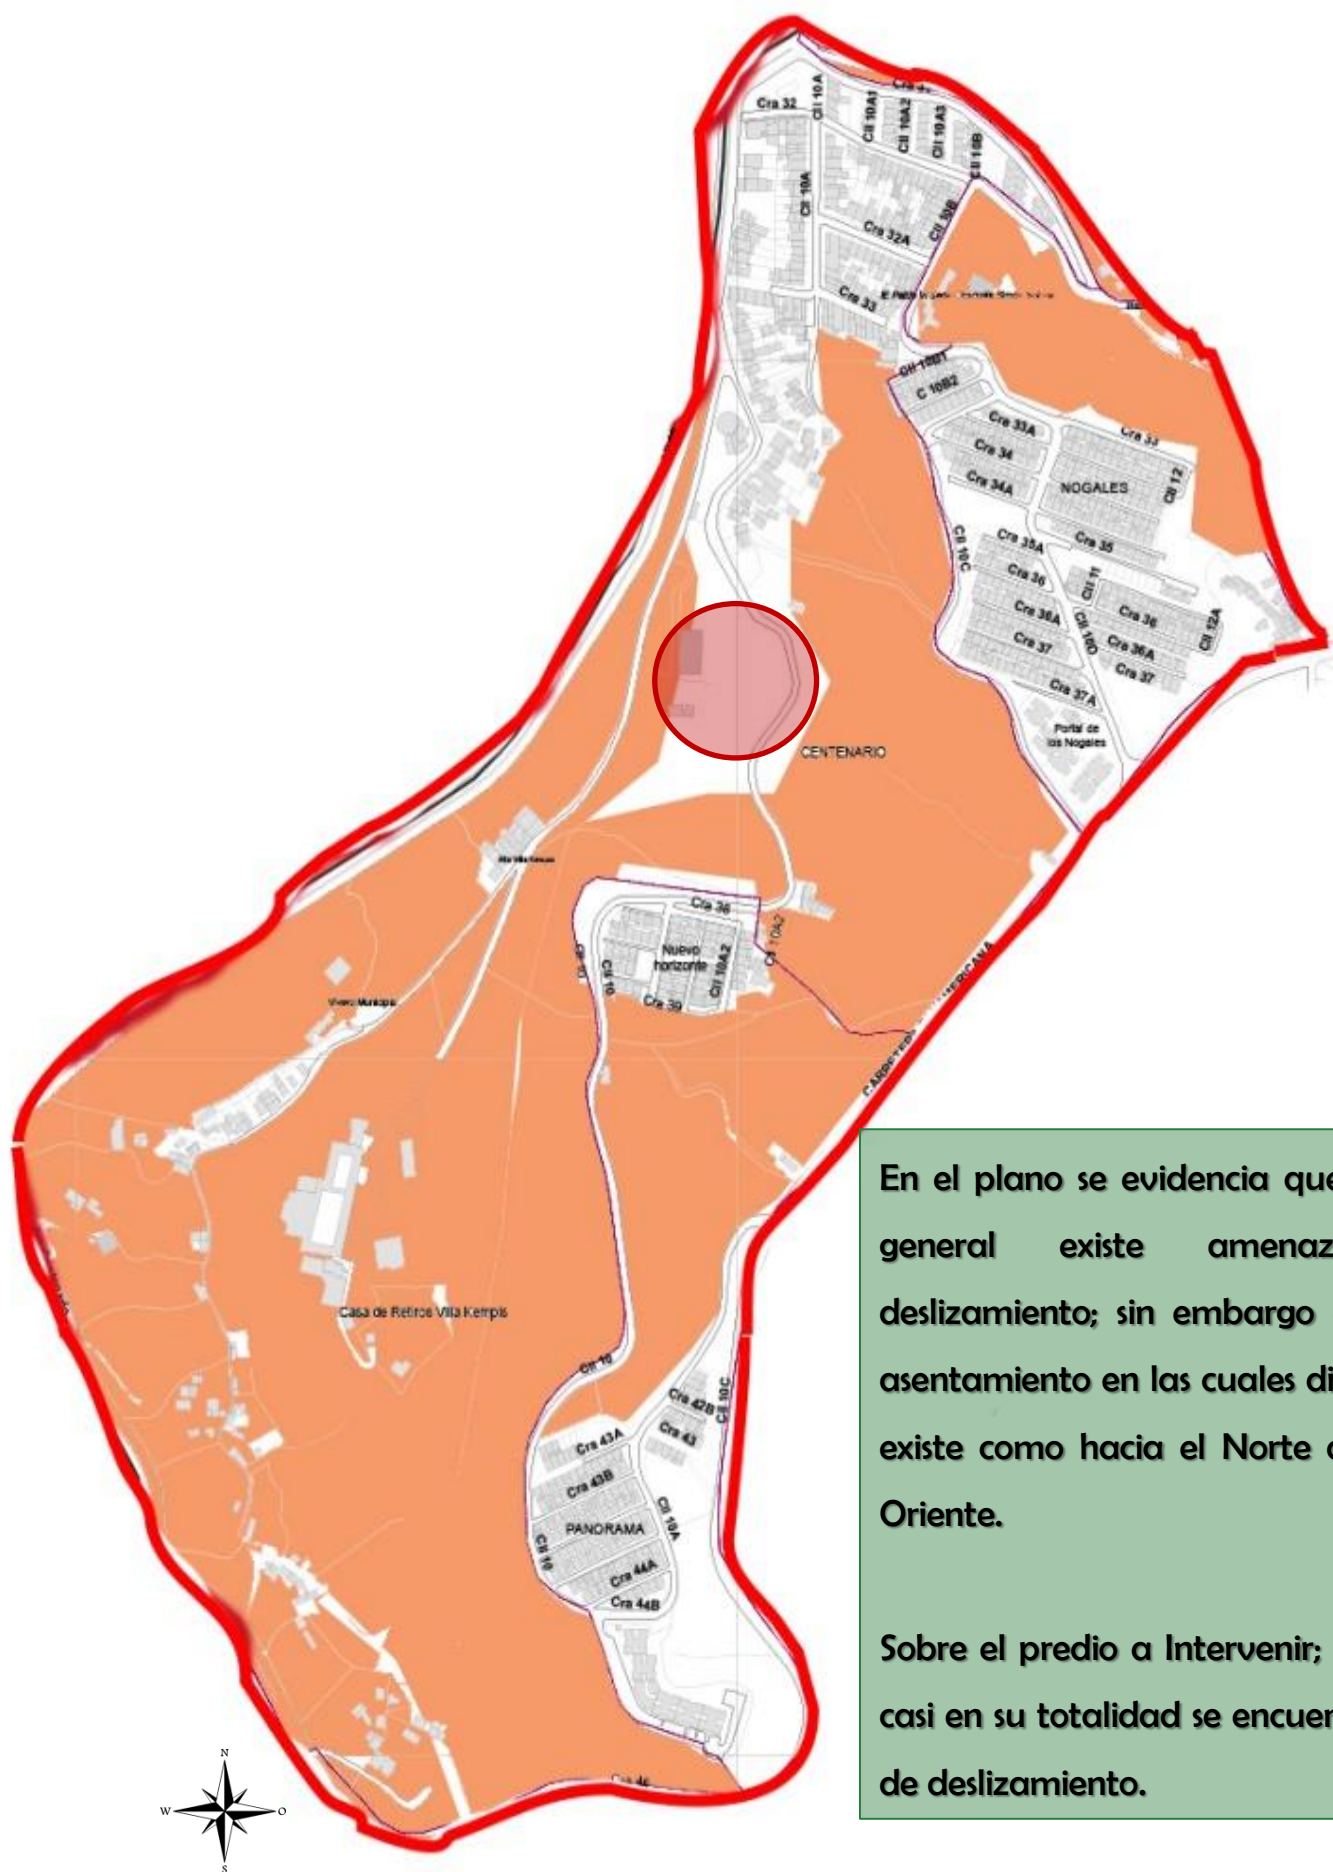 Cra 32
Cll 10A
Cll 10A1
Cll 10A2
Cll 10A3
Cll 10B
Cll 10A
Cll 10B
Cra 32A
Cra 33
Cll 10B1
C 10B2
Cra 33A
Cra 33
Cra 34
Cra 34A
NOGALES
Cll 12
Cll 10C
Cra 35A
Cra 35
Cra 36
Cll 11
Cra 36
Cll 12A
Cra 36A
Cll 10D
Cra 36A
Cra 37
Cra 37
Cra 37A
Portal de
los Nogales
CENTENARIO
Cra 38
Cll 10A2
Nuevo
horizonte
Cll 10
Cll 10
Cll 10A2
Cra 39
CARRETERA
Vivero Municipal
Casa de Retiros Villa Kempis
Cll 10
Cra 42B
Cll 10C
Cra 43
Cra 43A
Cra 43B
Cll 10A
PANORAMA
Cll 10
Cra 44A
Cra 44B
En el plano se evidencia que
general existe amenaz
deslizamiento; sin embargo
asentamiento en las cuales di
existe como hacia el Norte
Oriente.
Sobre el predio a Intervenir;
casi en su totalidad se encuen
de deslizamiento.
N
W
O
S